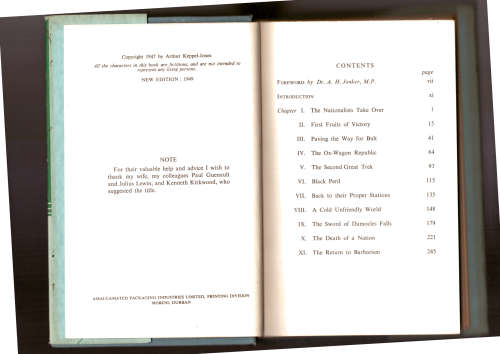 Copyright 1947 by Arthur Keppel-Jones
All the characters in this book are fictitious, and are not intended to
represent any living persons.
NEW EDITION : 1949
NOTE
For their valuable help and advice I wish to
thank my wife, my colleagues Paul Guenault
and Julius Lewin, and Kenneth Kirkwood, who
suggested the title.
AMALGAMATED PACKAGING INDUSTRIES LIMITED, PRINTING DIVISION
MOBENI, DURBAN
CONTENTS
page
FOREWORD by Dr. A. H. Jonker, M.P. vii
INTRODUCTION xi
Chapter I. The Nationalists Take Over 1
II. First Fruits of Victory 15
III. Paving the Way for Bult 41
IV. The Ox-Wagon Republic 64
V. The Second Great Trek 93
VI. Black Peril 115
VII. Back to their Proper Stations 135
VIII. A Cold Unfriendly World 148
IX. The Sword of Damocles Falls 179
X. The Death of a Nation 221
XI. The Return to Barbarism